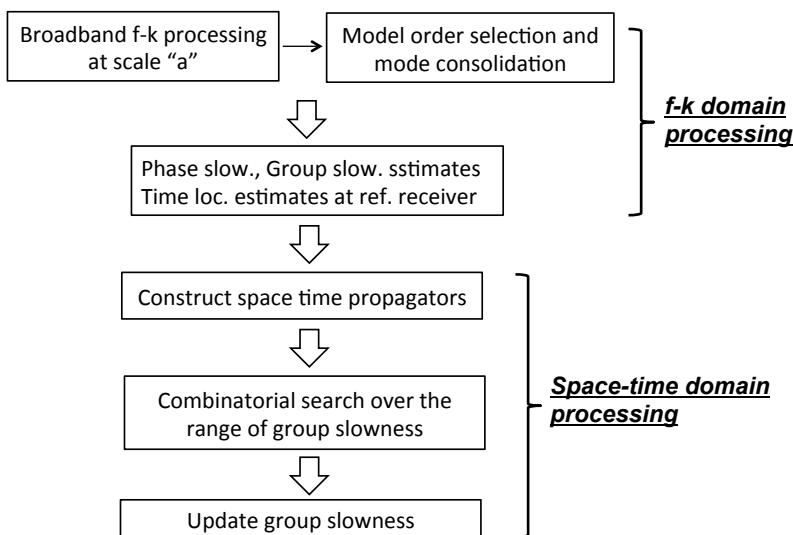 Broadband f-k processing
at scale “a”
Model order selection and
mode consolidation
f-k domain
processing
Phase slow., Group slow. sstimates
Time loc. estimates at ref. receiver
Construct space time propagators
Combinatorial search over the
range of group slowness
Space-time domain
processing
Update group slowness